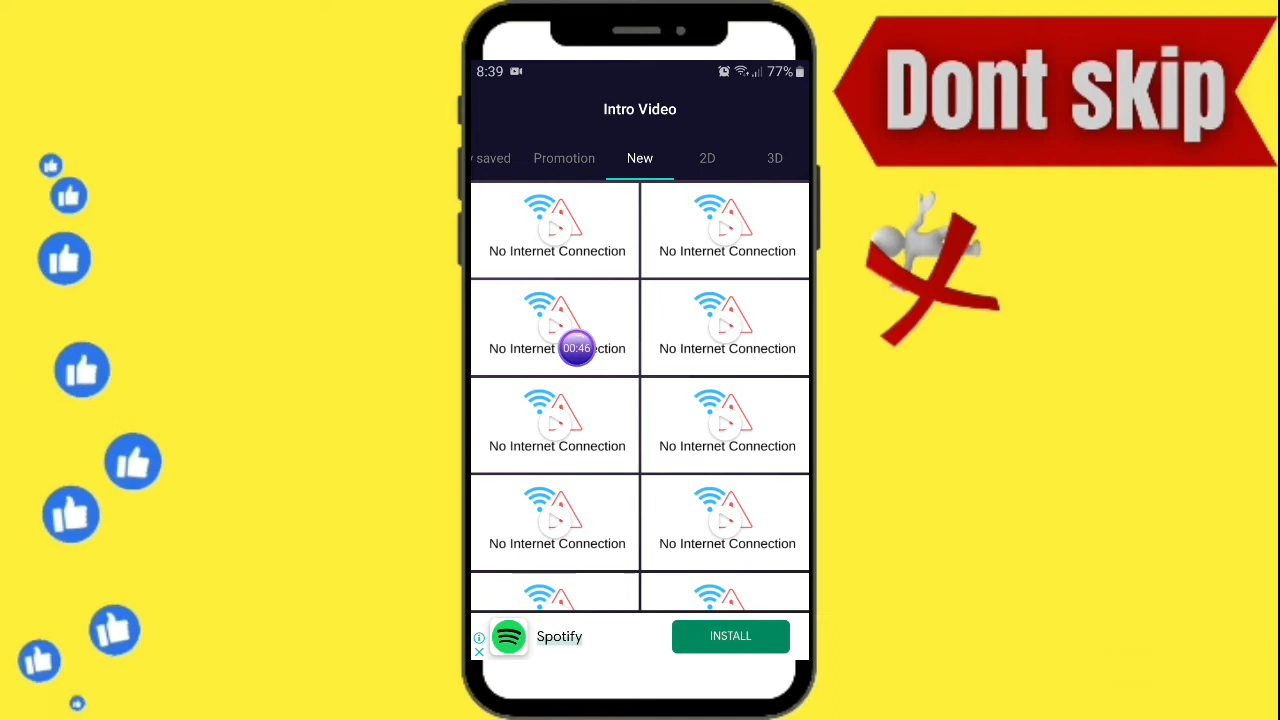 Dont skip
8:39
77%
Intro Video
y saved Promotion New 2D 3D
No Internet Connection No Internet Connection
No Internet Connection No Internet Connection
00:46
No Internet Connection No Internet Connection
No Internet Connection No Internet Connection
Spotify
INSTALL